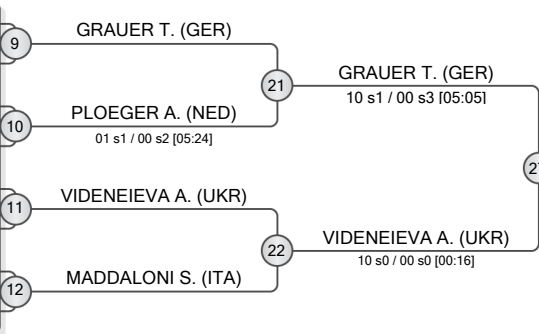 9
GRAUER T. (GER)
21
GRAUER T. (GER)
10 s1 / 00 s3 [05:05]
10
PLOEGER A. (NED)
01 s1 / 00 s2 [05:24]
27
11
VIDENEIEVA A. (UKR)
22
VIDENEIEVA A. (UKR)
10 s0 / 00 s0 [00:16]
12
MADDALONI S. (ITA)